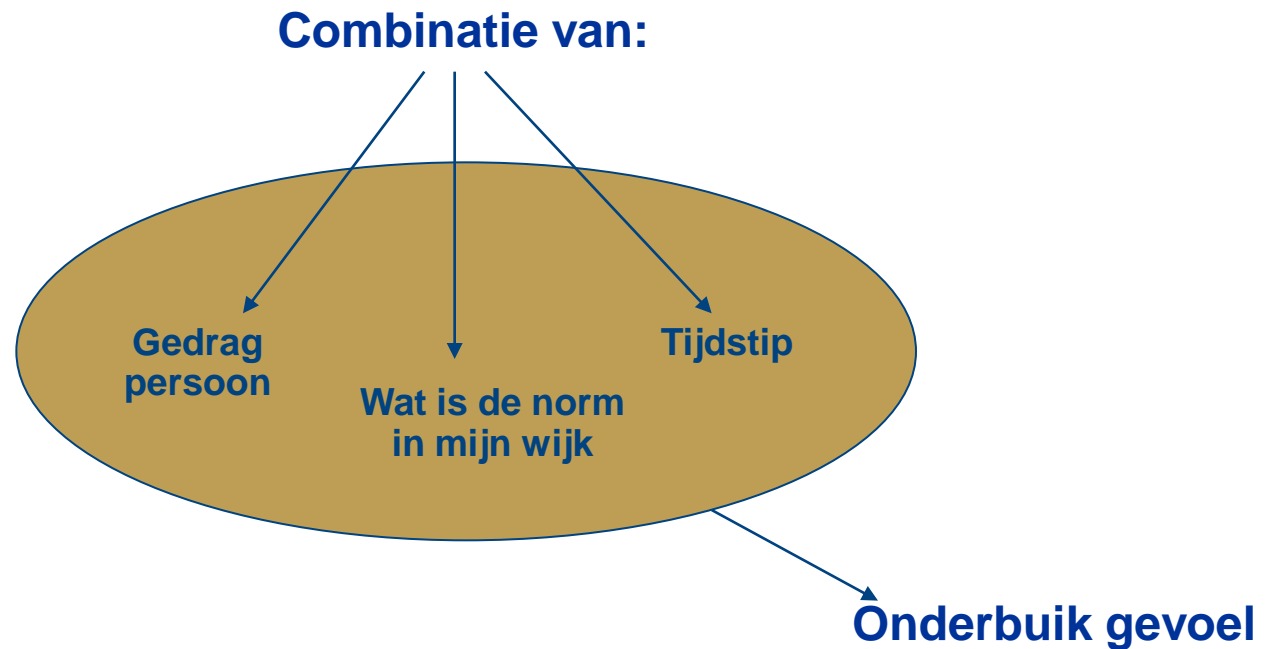 Combinatie van:
Gedrag
persoon
Wat is de norm
in mijn wijk
Tijdstip
Onderbuik gevoel